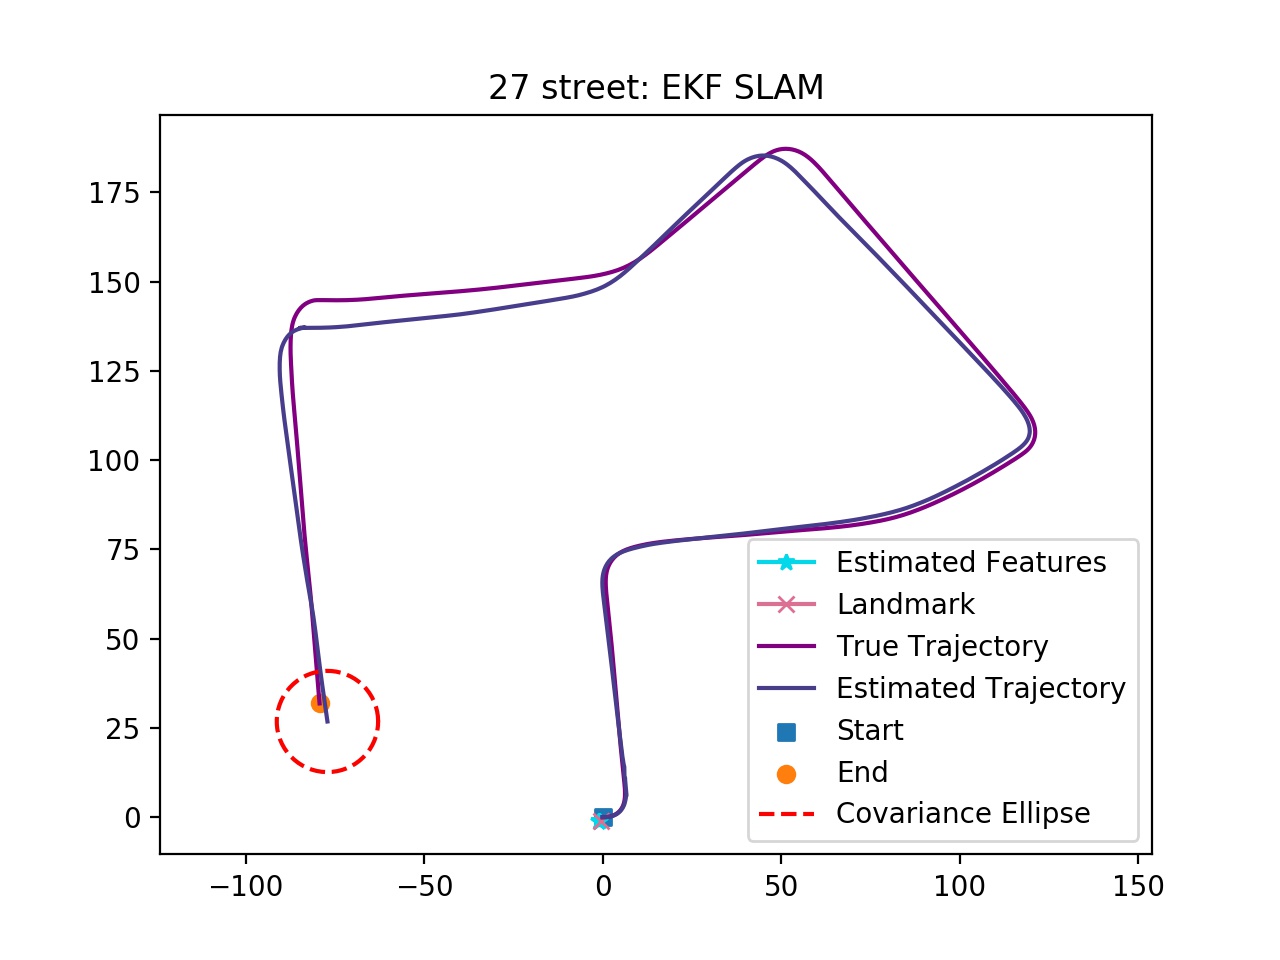 27 street: EKF SLAM
175
150
125
100
75
50
25
0
−100 −50 0 50 100 150
Estimated Features
Landmark
True Trajectory
Estimated Trajectory
Start
End
Covariance Ellipse